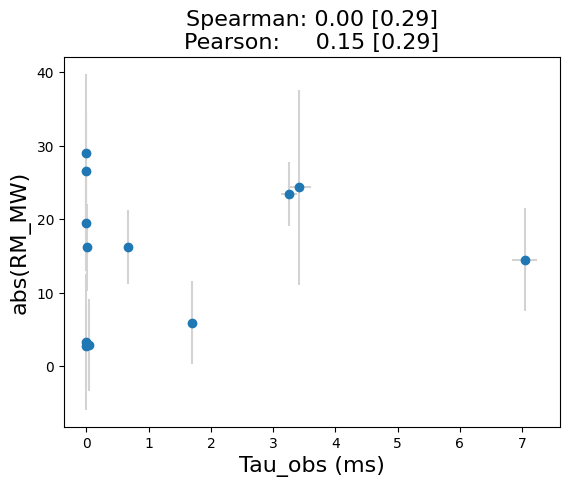 Spearman: 0.00 [0.29]
Pearson: 0.15 [0.29]
40
30
20
10
0
abs(RM_MW)
0 1 2 3 4 5 6 7
Tau_obs (ms)